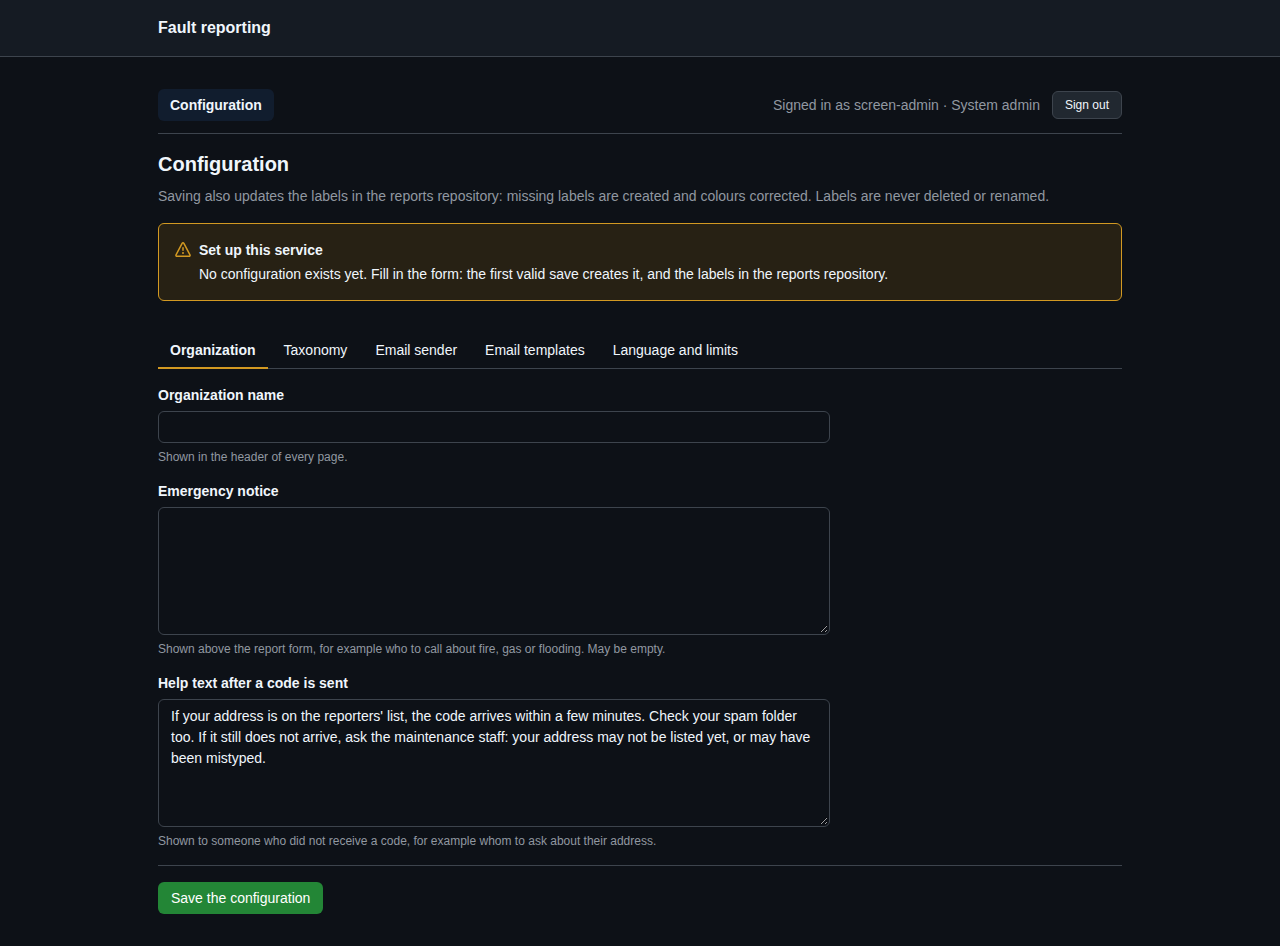 Fault reporting
Configuration
Signed in as screen-admin · System admin
Sign out
Configuration
Saving also updates the labels in the reports repository: missing labels are created and colours corrected. Labels are never deleted or renamed.
Set up this service
No configuration exists yet. Fill in the form: the first valid save creates it, and the labels in the reports repository.
Organization
Taxonomy
Email sender
Email templates
Language and limits
Organization name
Shown in the header of every page.
Emergency notice
Shown above the report form, for example who to call about fire, gas or flooding. May be empty.
Help text after a code is sent
If your address is on the reporters' list, the code arrives within a few minutes. Check your spam folder
too. If it still does not arrive, ask the maintenance staff: your address may not be listed yet, or may have
been mistyped.
Shown to someone who did not receive a code, for example whom to ask about their address.
Save the configuration